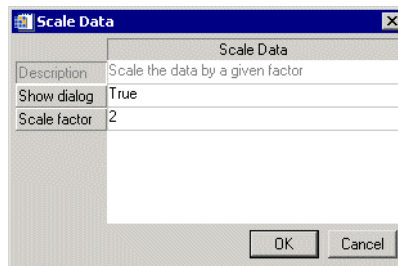 Scale Data
Scale Data
Description Scale the data by a given factor
Show dialog True
Scale factor 2
OK Cancel